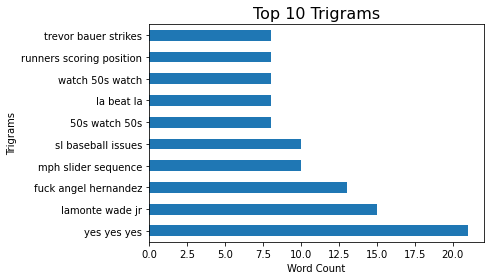 Top 10 Trigrams
Trigrams
trevor bauer strikes
runners scoring position
watch 50s watch
la beat la
50s watch 50s
sl baseball issues
mph slider sequence
fuck angel hernandez
lamonte wade jr
yes yes yes
0.0 2.5 5.0 7.5 10.0 12.5 15.0 17.5 20.0
Word Count